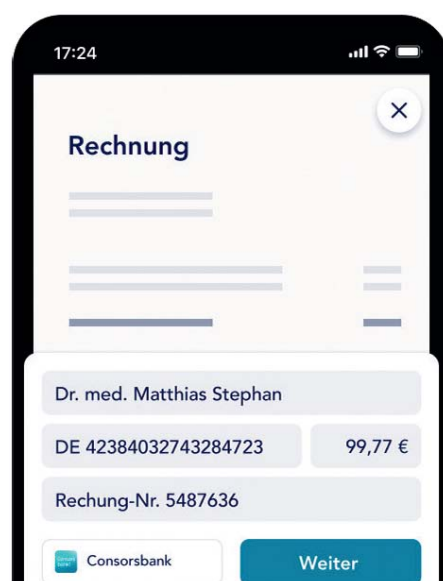 17:24
Rechnung
Dr. med. Matthias Stephan
DE 42384032743284723 99,77 €
Rechung-Nr. 5487636
Consorsbank Weiter